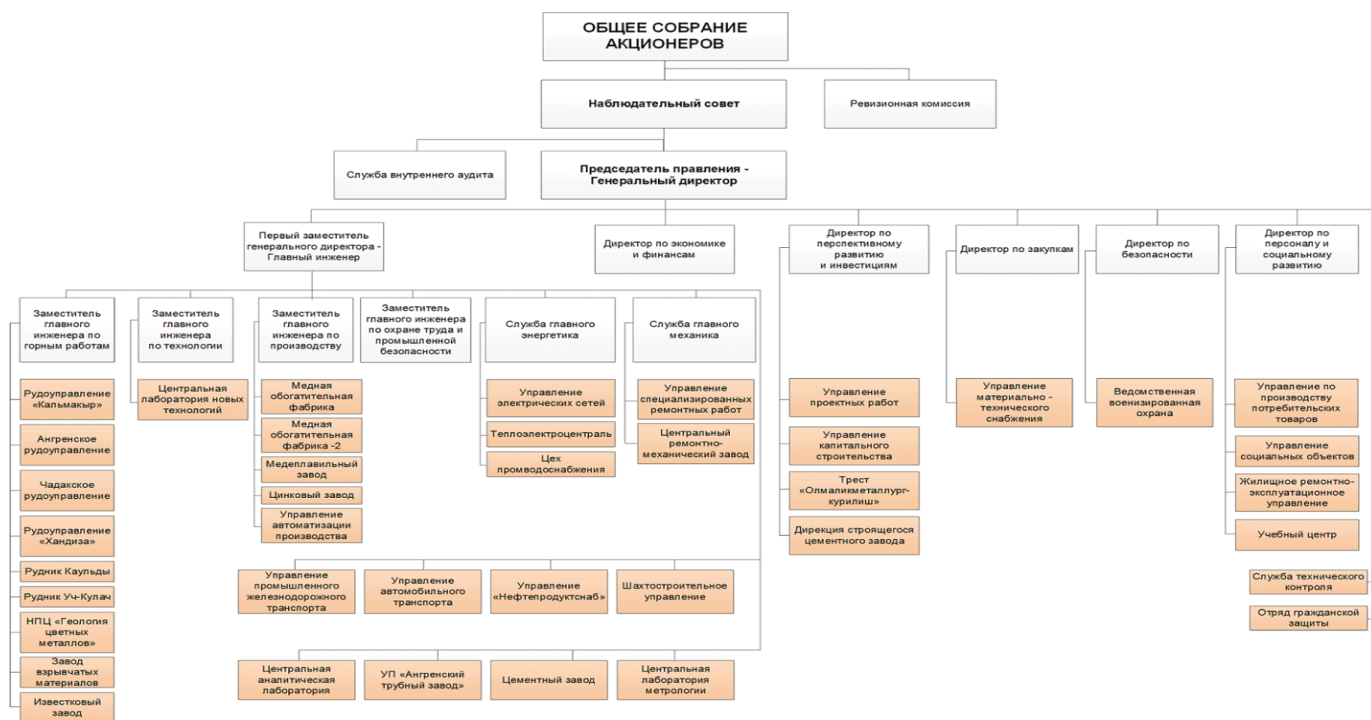 ОБЩЕЕ СОБРАНИЕ
АКЦИОНЕРОВ
Наблюдательный совет
Ревизионная комиссия
Служба внутреннего аудита
Председатель правления -
Генеральный директор
Первый заместитель
генерального директора -
Главный инженер
Директор по экономике
и финансам
Директор по
перспективному
развитию
и инвестициям
Директор по закупкам
Директор по
безопасности
Директор по
персоналу и
социальному
развитию
Заместитель
главного
инженера по
горным работам
Заместитель
главного
инженера
по технологии
Заместитель
главного
инженера по
производству
Заместитель
главного инженера
по охране труда и
промышленной
безопасности
Служба главного
энергетика
Служба главного
механика
Рудоуправление
«Кальмакыр»
Ангренское
рудоуправление
Чадакское
рудоуправление
Рудоуправление
«Хандиза»
Рудник Каульды
Рудник Уч-Кулач
НПЦ «Геология
цветных
металлов»
Завод
взрывчатых
материалов
Известковый
завод
Центральная
лаборатория новых
технологий
Медная
обогатительная
фабрика
Медная
обогатительная
фабрика -2
Медеплавильный
завод
Цинковый завод
Управление
автоматизации
производства
Управление
электрических сетей
Теплоэлектроцентраль
Цех
промводоснабжения
Управление
специализированных
ремонтных работ
Центральный
ремонтно-
механический завод
Управление
проектных работ
Управление
капитального
строительства
Трест
«Олмаликметаллург-
курилиш»
Дирекция строящегося
цементного завода
Управление
материально -
технического
снабжения
Ведомственная
военизированная
охрана
Управление по
производству
потребительских
товаров
Управление
социальных объектов
Жилищное ремонтно-
эксплуатационное
управление
Учебный центр
Служба технического
контроля
Отряд гражданской
защиты
Управление
промышленного
железнодорожного
транспорта
Управление
автомобильного
транспорта
Управление
«Нефтепродуктснаб»
Шахтостроительное
управление
Центральная
аналитическая
лаборатория
УП «Ангренский
трубный завод»
Цементный завод
Центральная
лаборатория
метрологии